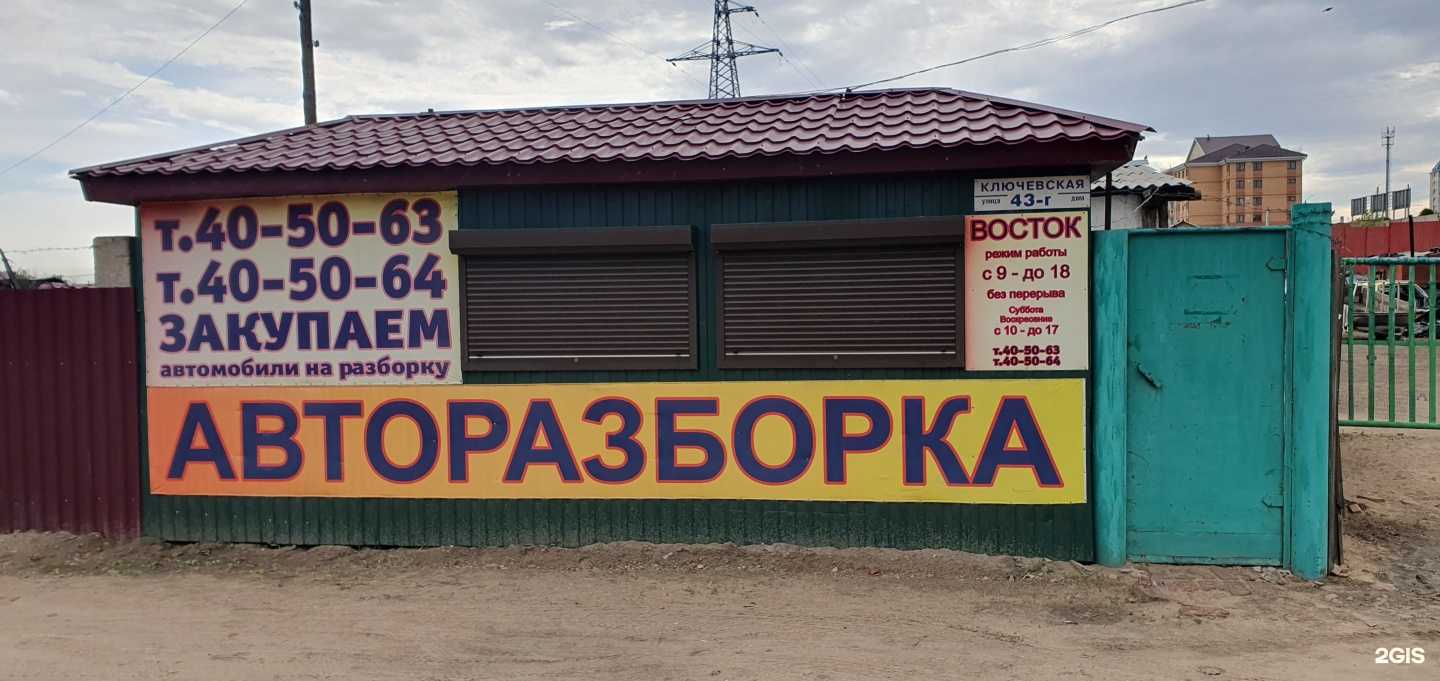 т.40-50-63
т.40-50-64
ЗАКУПАЕМ
автомобили на разборку
КЛЮЧЕВСКАЯ
улица 43-г дом
ВОСТОК
режим работы
с 9 - до 18
без перерыва
Суббота
Воскресение
с 10 - до 17
т.40-50-63
т.40-50-64
АВТОРАЗБОРКА
2GIS